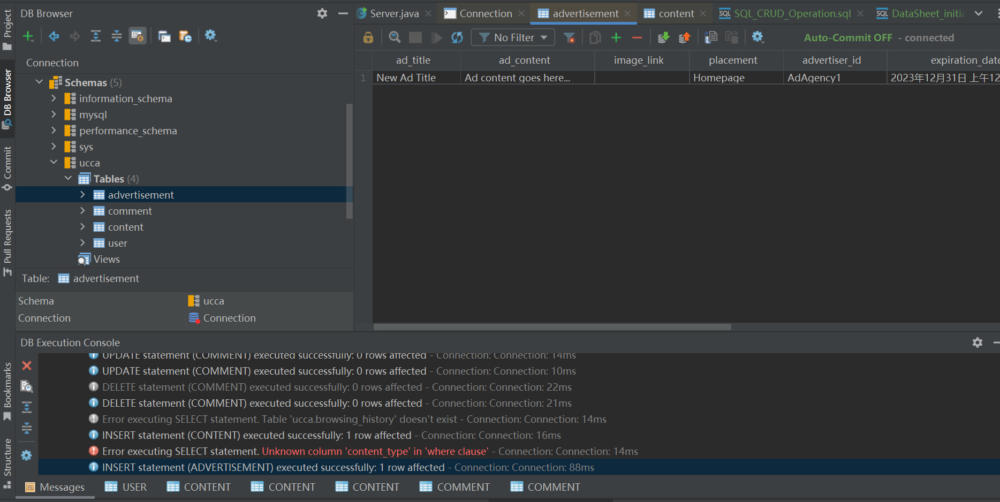 Project
DB Browser
Commit
Pull Requests
Bookmarks
Structure
DB Browser
Connection
Schemas (5)
information_schema
mysql
performance_schema
sys
ucca
Tables (4)
advertisement
comment
content
user
Views
Table: advertisement
Schema ucca
Connection Connection
Server.java Connection advertisement content SQL SQL_CRUD_Operation.sql SQL DataSheet_initi
No Filter Auto-Commit OFF - connected
ad_title ad_content image_link placement advertiser_id expiration_date
1 New Ad Title Ad content goes here... Homepage AdAgency1 2023年12月31日 上午12
DB Execution Console
UPDATE statement (COMMENT) executed successfully: 0 rows affected - Connection: Connection: 14ms
UPDATE statement (COMMENT) executed successfully: 0 rows affected - Connection: Connection: 10ms
DELETE statement (COMMENT) executed successfully: 0 rows affected - Connection: Connection: 22ms
DELETE statement (COMMENT) executed successfully: 0 rows affected - Connection: Connection: 21ms
Error executing SELECT statement. Table 'ucca.browsing_history' doesn't exist - Connection: Connection: 14ms
INSERT statement (CONTENT) executed successfully: 1 row affected - Connection: Connection: 16ms
Error executing SELECT statement. Unknown column 'content_type' in 'where clause' - Connection: Connection: 14ms
INSERT statement (ADVERTISEMENT) executed successfully: 1 row affected - Connection: Connection: 88ms
Messages USER CONTENT CONTENT CONTENT COMMENT COMMENT